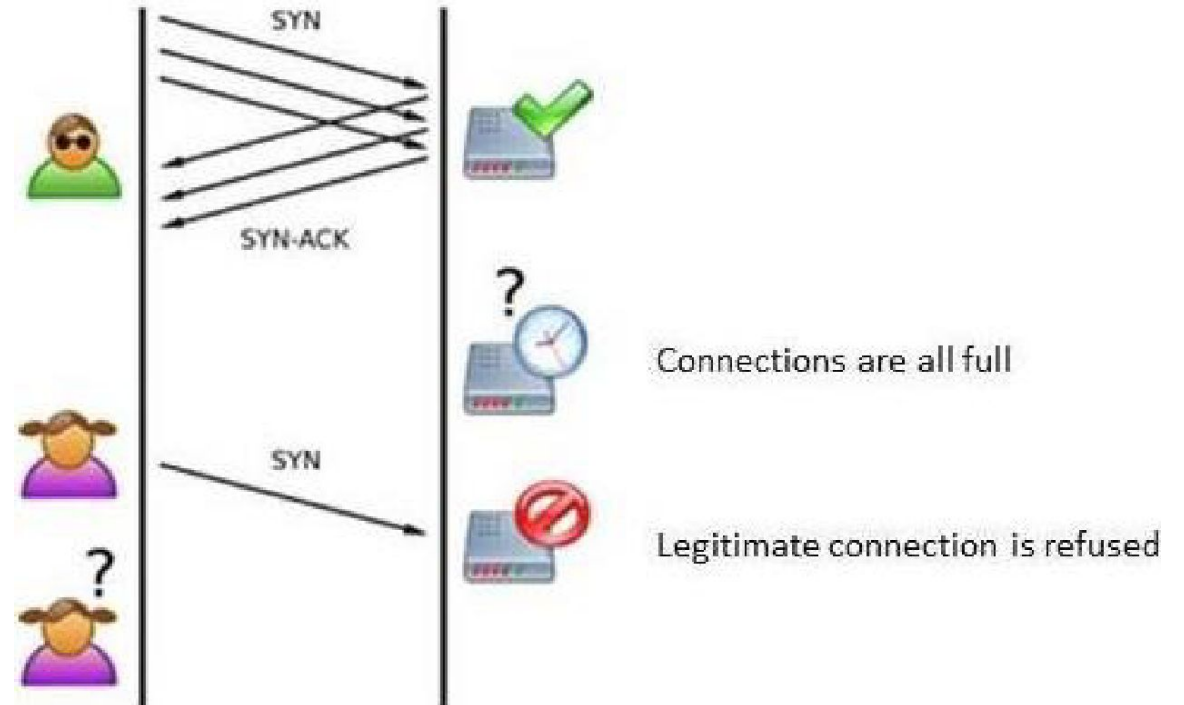 SYN
SYN-ACK
?
Connections are all full
SYN
Legitimate connection is refused
?